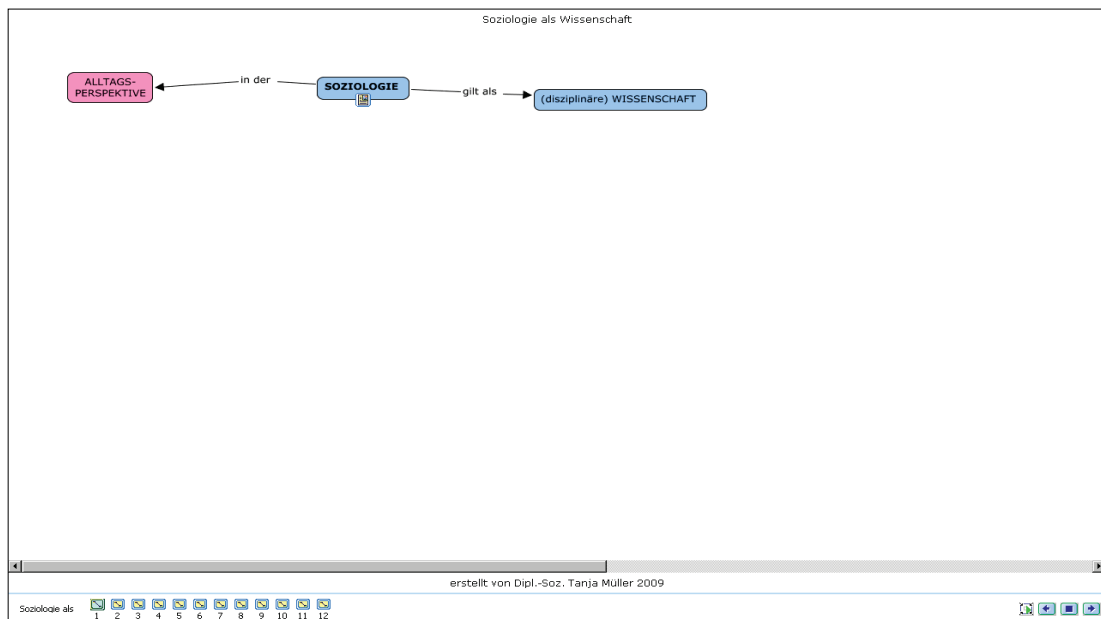 Soziologie als Wissenschaft
ALLTAGS-
PERSPEKTIVE
in der
SOZIOLOGIE
gilt als
(disziplinäre) WISSENSCHAFT
erstellt von Dipl.-Soz. Tanja Müller 2009
Soziologie als
1 2 3 4 5 6 7 8 9 10 11 12